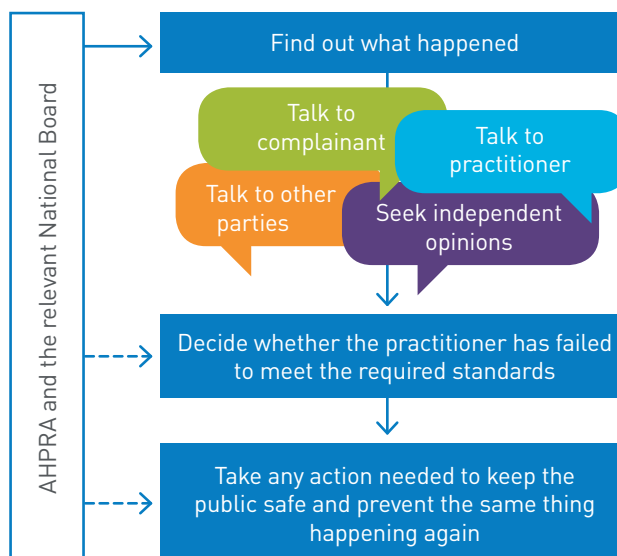 AHPRA and the relevant National Board
Find out what happened
Talk to
complainant
Talk to
practitioner
Talk to other
parties
Seek independent
opinions
Decide whether the practitioner has failed
to meet the required standards
Take any action needed to keep the
public safe and prevent the same thing
happening again